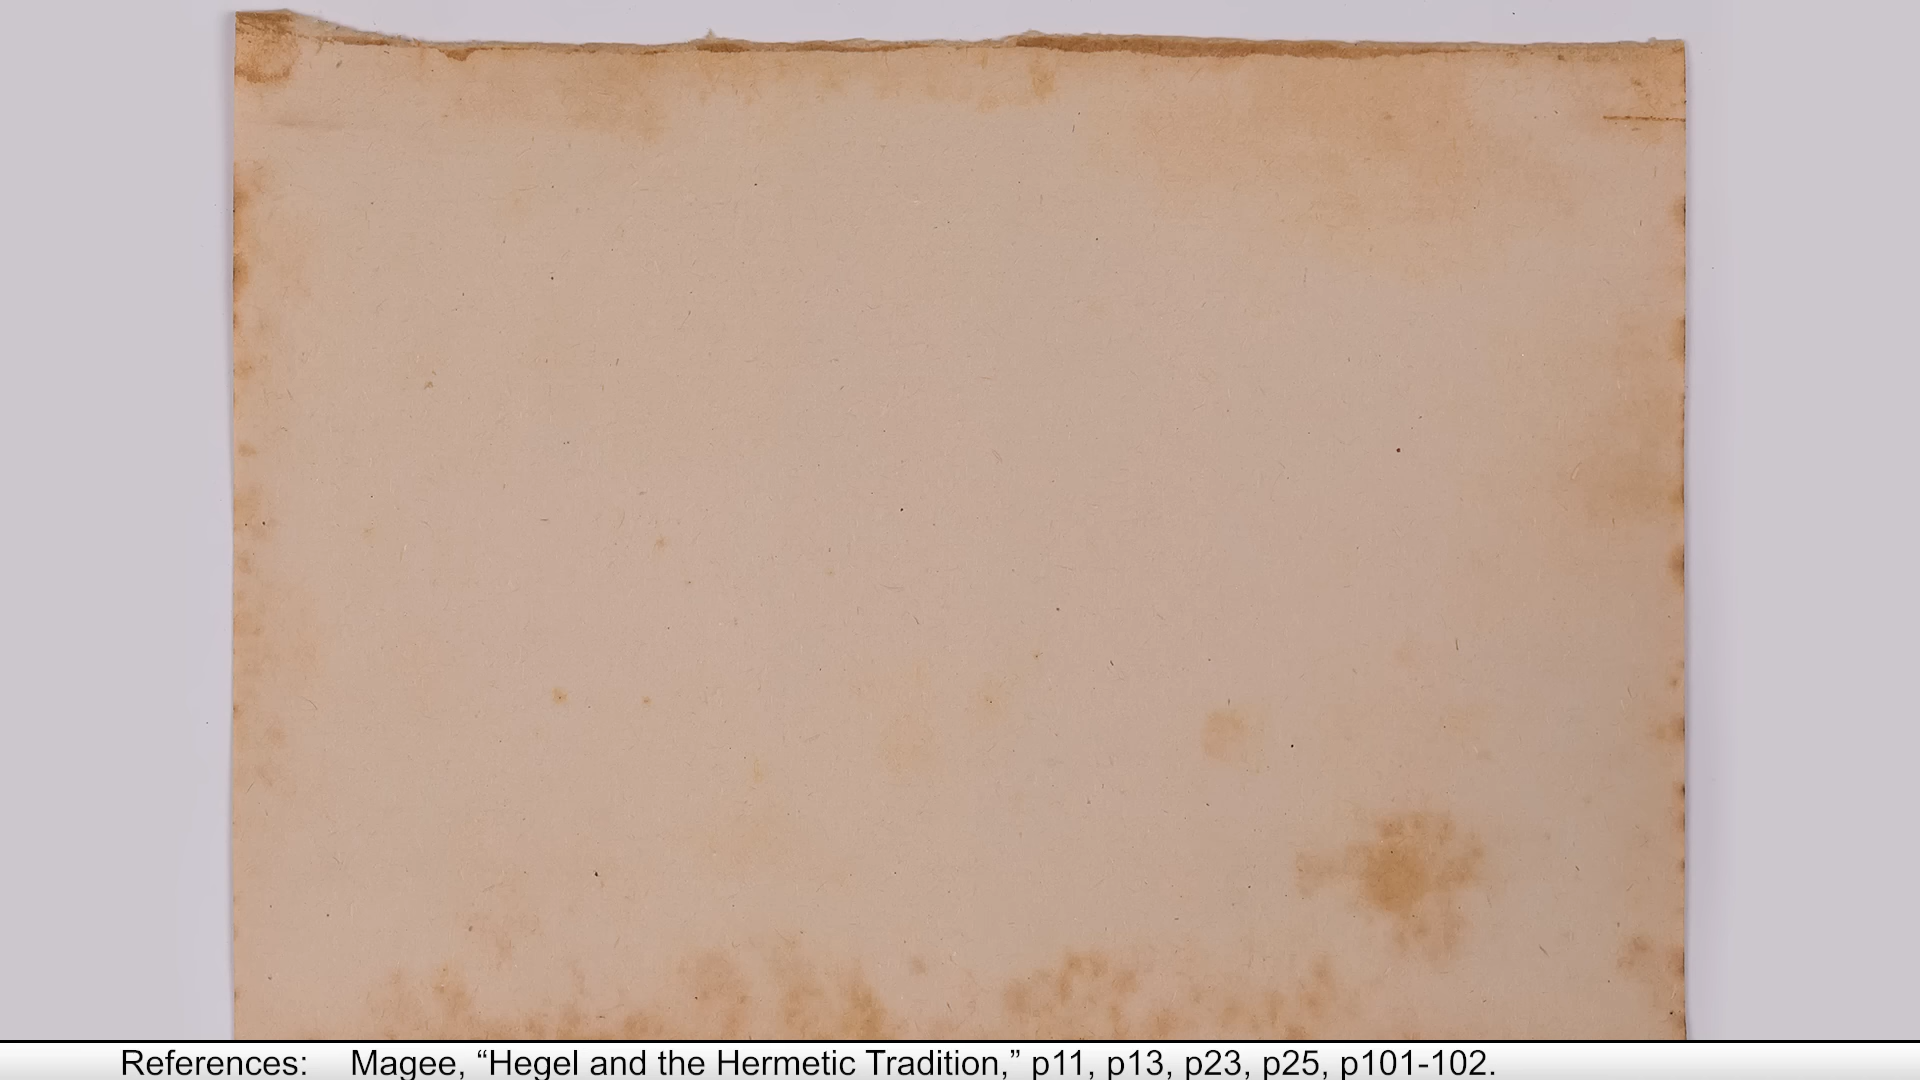 References: Magee, “Hegel and the Hermetic Tradition,” p11, p13, p23, p25, p101-102.